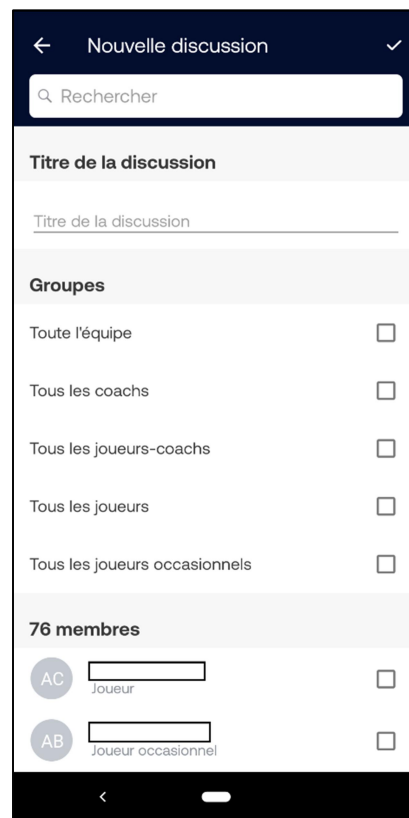 Nouvelle discussion
Rechercher
Titre de la discussion
Titre de la discussion
Groupes
Toute l'équipe
Tous les coachs
Tous les joueurs-coachs
Tous les joueurs
Tous les joueurs occasionnels
76 membres
AC
Joueur
AB
Joueur occasionnel